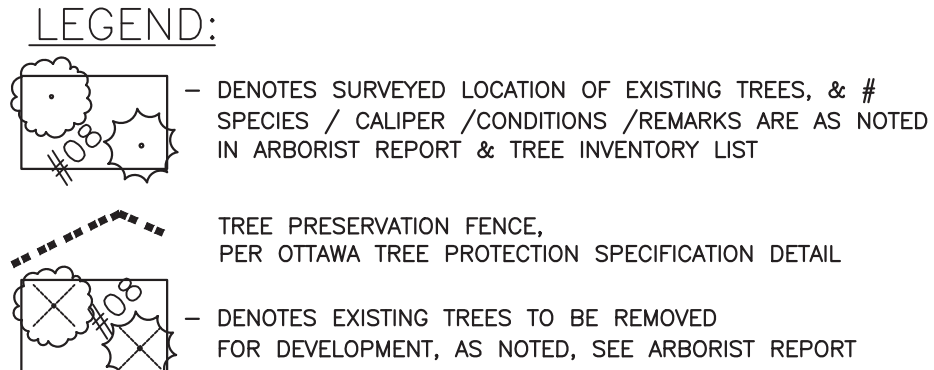 LEGEND:
– DENOTES SURVEYED LOCATION OF EXISTING TREES, & #
SPECIES / CALIPER /CONDITIONS /REMARKS ARE AS NOTED
IN ARBORIST REPORT & TREE INVENTORY LIST
#08
TREE PRESERVATION FENCE,
PER OTTAWA TREE PROTECTION SPECIFICATION DETAIL
#08
– DENOTES EXISTING TREES TO BE REMOVED
FOR DEVELOPMENT, AS NOTED, SEE ARBORIST REPORT